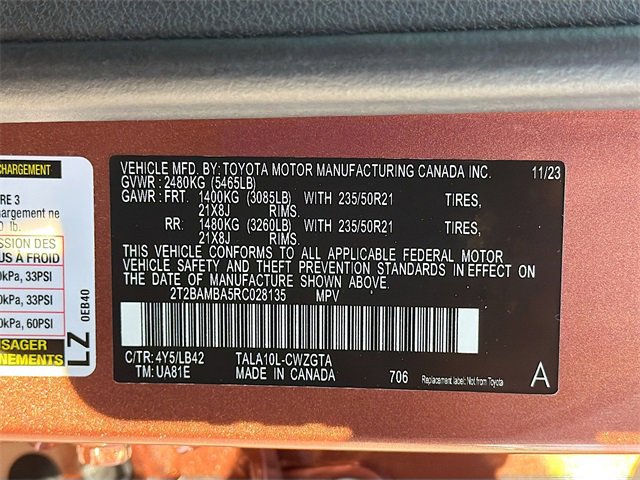 CHARGEMENT
RE 3
argement ne
lb.
SSION DES
US À FROID
0kPa, 33PSI
0kPa, 33PSI
0kPa, 60PSI
USAGER
NEMENTS
LZ 0EB40
VEHICLE MFD. BY: TOYOTA MOTOR MANUFACTURING CANADA INC. 11/23
GVWR : 2480KG (5465LB)
GAWR : FRT. 1400KG (3085LB) WITH 235/50R21 TIRES,
21X8J RIMS.
RR: 1480KG (3260LB) WITH 235/50R21 TIRES,
21X8J RIMS.
THIS VEHICLE CONFORMS TO ALL APPLICABLE FEDERAL MOTOR
VEHICLE SAFETY AND THEFT PREVENTION STANDARDS IN EFFECT ON
THE DATE OF MANUFACTURE SHOWN ABOVE.
2T2BAMBA5RC028135 MPV
C/TR: 4Y5/LB42 TALA10L-CWZGTA
TM: UA81E MADE IN CANADA 706 Replacement label: Not from Toyota A